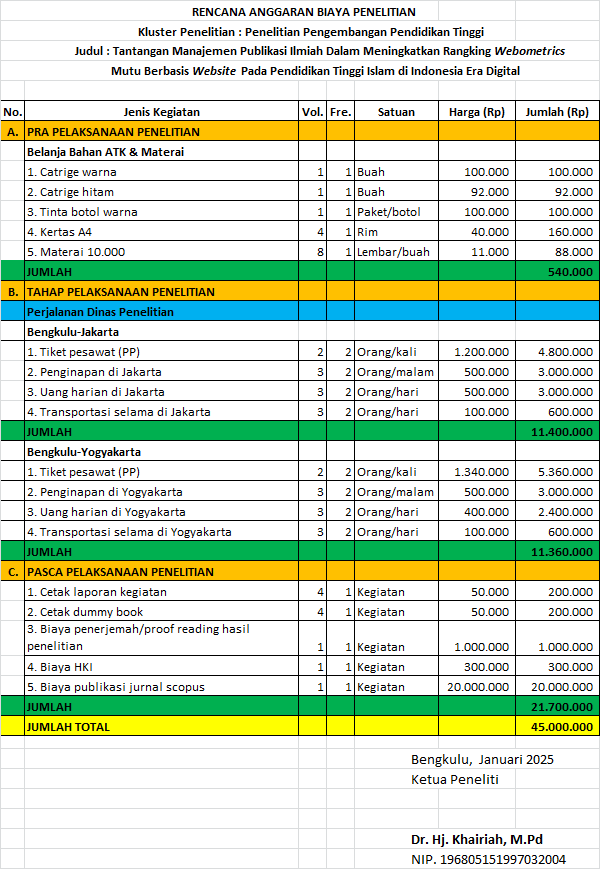 RENCANA ANGGARAN BIAYA PENELITIAN
Kluster Penelitian : Penelitian Pengembangan Pendidikan Tinggi
Judul : Tantangan Manajemen Publikasi Ilmiah Dalam Meningkatkan Rangking Webometrics
Mutu Berbasis Website Pada Pendidikan Tinggi Islam di Indonesia Era Digital
No. Jenis Kegiatan Vol. Fre. Satuan Harga (Rp) Jumlah (Rp)
A. PRA PELAKSANAAN PENELITIAN
Belanja Bahan ATK & Materai
1. Catrige warna 1 1 Buah 100.000 100.000
2. Catrige hitam 1 1 Buah 92.000 92.000
3. Tinta botol warna 1 1 Paket/botol 100.000 100.000
4. Kertas A4 4 1 Rim 40.000 160.000
5. Materai 10.000 8 1 Lembar/buah 11.000 88.000
JUMLAH 540.000
B. TAHAP PELAKSANAAN PENELITIAN
Perjalanan Dinas Penelitian
Bengkulu-Jakarta
1. Tiket pesawat (PP) 2 2 Orang/kali 1.200.000 4.800.000
2. Penginapan di Jakarta 3 2 Orang/malam 500.000 3.000.000
3. Uang harian di Jakarta 3 2 Orang/hari 500.000 3.000.000
4. Transportasi selama di Jakarta 3 2 Orang/hari 100.000 600.000
JUMLAH 11.400.000
Bengkulu-Yogyakarta
1. Tiket pesawat (PP) 2 2 Orang/kali 1.340.000 5.360.000
2. Penginapan di Yogyakarta 3 2 Orang/malam 500.000 3.000.000
3. Uang harian di Yogyakarta 3 2 Orang/hari 400.000 2.400.000
4. Transportasi selama di Yogyakarta 3 2 Orang/hari 100.000 600.000
JUMLAH 11.360.000
C. PASCA PELAKSANAAN PENELITIAN
1. Cetak laporan kegiatan 4 1 Kegiatan 50.000 200.000
2. Cetak dummy book 4 1 Kegiatan 50.000 200.000
3. Biaya penerjemah/proof reading hasil
penelitian 1 1 Kegiatan 1.000.000 1.000.000
4. Biaya HKI 1 1 Kegiatan 300.000 300.000
5. Biaya publikasi jurnal scopus 1 1 Kegiatan 20.000.000 20.000.000
JUMLAH 21.700.000
JUMLAH TOTAL 45.000.000
Bengkulu, Januari 2025
Ketua Peneliti
Dr. Hj. Khairiah, M.Pd
NIP. 196805151997032004